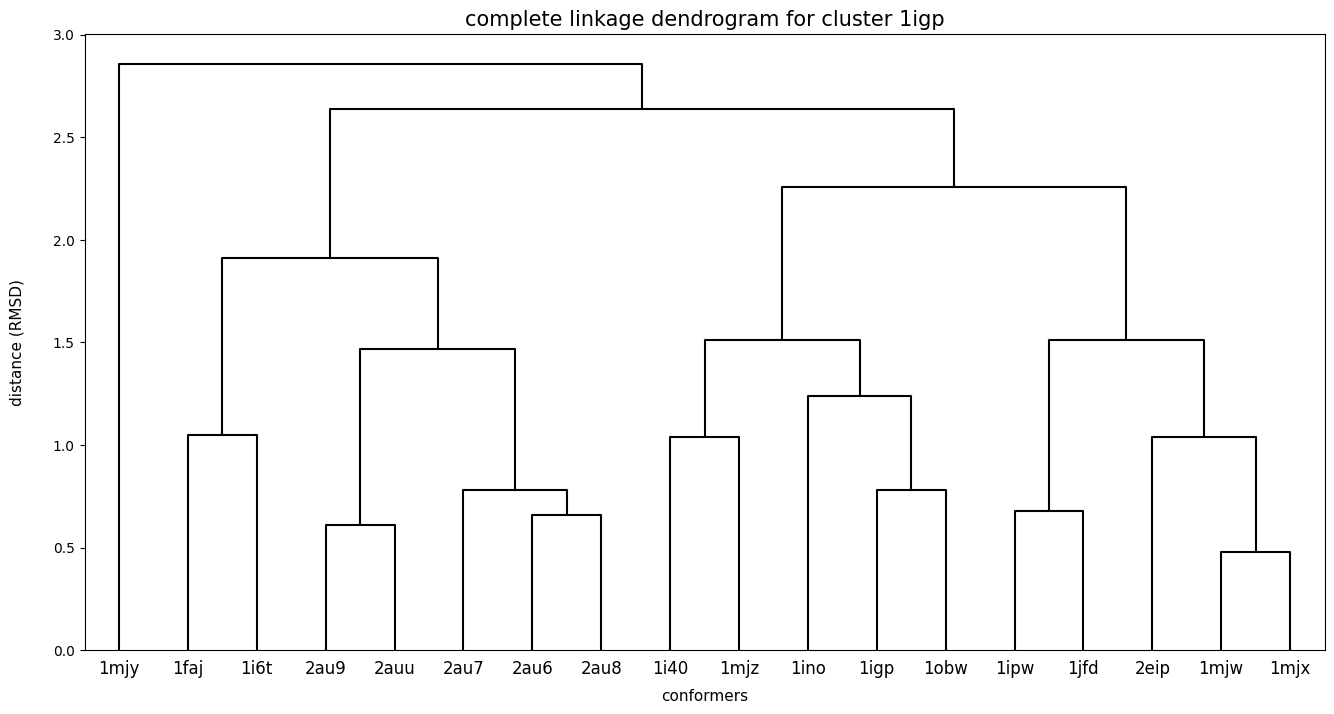 complete linkage dendrogram for cluster 1igp
3.0
2.5
2.0
1.5
1.0
0.5
0.0
distance (RMSD)
1mjy 1faj 1i6t 2au9 2auu 2au7 2au6 2au8 1i40 1mjz 1ino 1igp 1obw 1ipw 1jfd 2eip 1mjw 1mjx
conformers